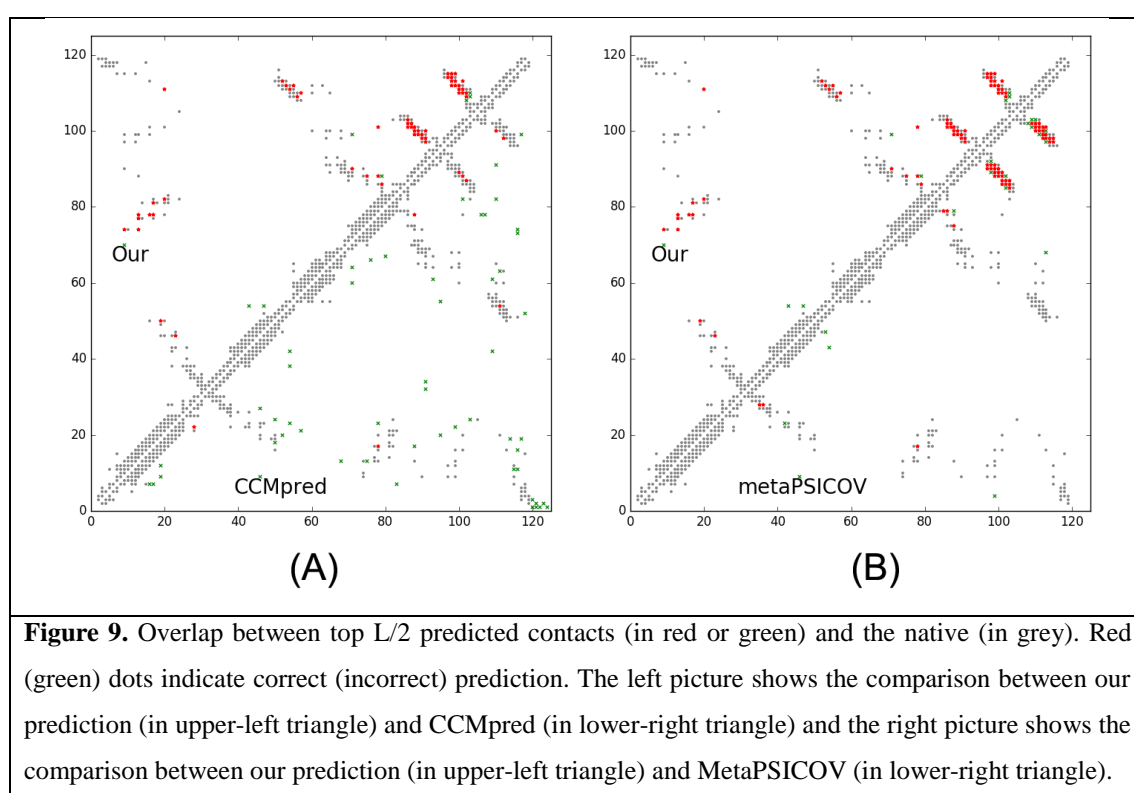 120
100
80
60
40
20
0
0 20 40 60 80 100 120
Our
CCMpred
(A)
120
100
80
60
40
20
0
0 20 40 60 80 100 120
Our
metaPSICOV
(B)
Figure 9. Overlap between top L/2 predicted contacts (in red or green) and the native (in grey). Red
(green) dots indicate correct (incorrect) prediction. The left picture shows the comparison between our
prediction (in upper-left triangle) and CCMpred (in lower-right triangle) and the right picture shows the
comparison between our prediction (in upper-left triangle) and MetaPSICOV (in lower-right triangle).